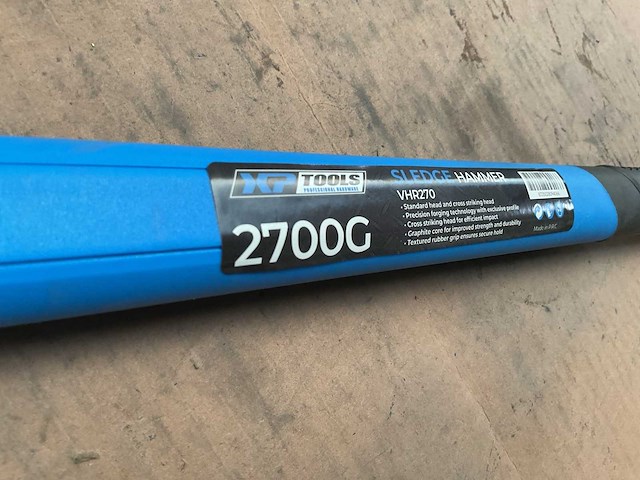 XP TOOLS
PROFESSIONAL HARDWARE
2700G
SLEDGE HAMMER
VHR270
• Standard head and cross striking head
• Precision forging technology with exclusive profile
• Cross striking head for efficient impact
• Graphite core for improved strength and durability
• Textured rubber grip ensures secure hold
Made in P.R.C.